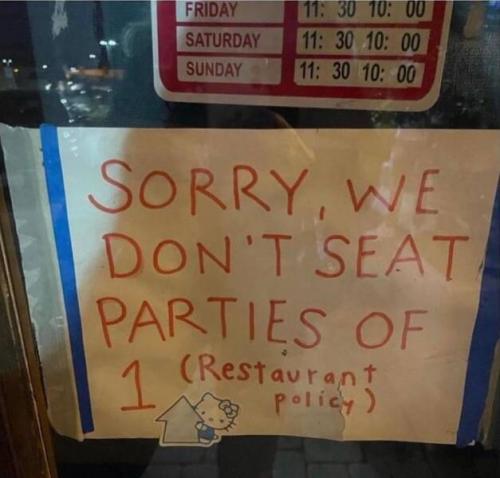 FRIDAY 11: 30 10: 00
SATURDAY 11: 30 10: 00
SUNDAY 11: 30 10: 00
SORRY, WE
DON'T SEAT
PARTIES OF
1 (Restaurant
policy)